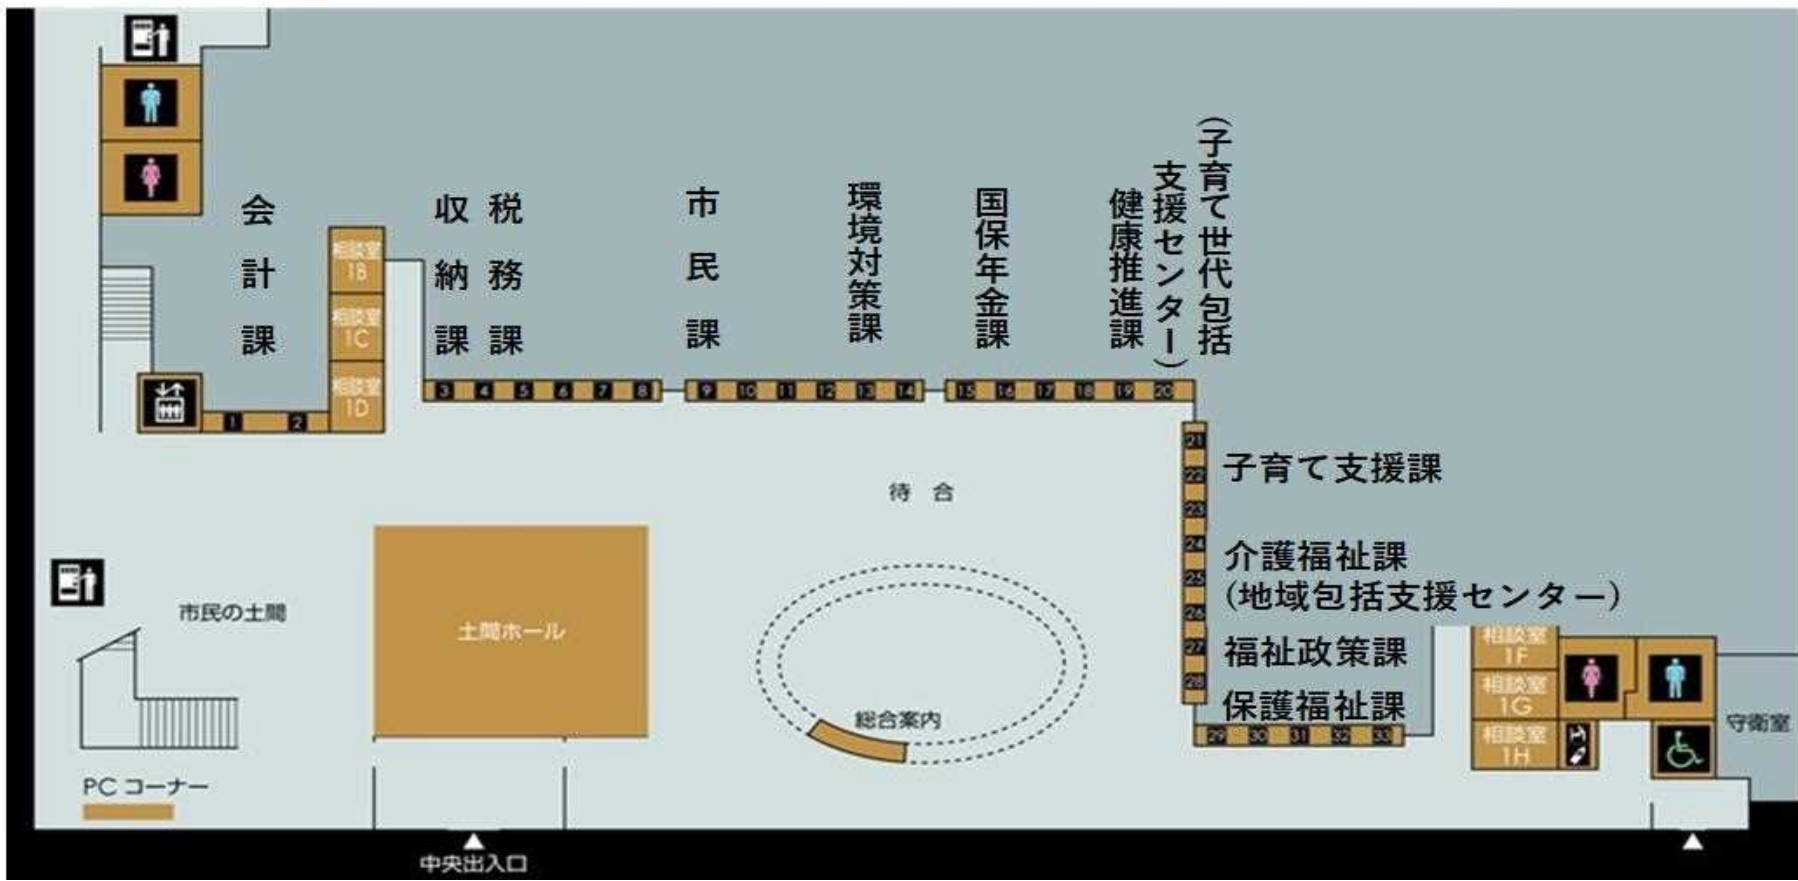 会計課
収納課
税務課
市民課
環境対策課
国保年金課
健康推進課
(子育て世代包括
支援センター)
相談室
1B
相談室
1C
相談室
1D
1
2
3
4
5
6
7
8
9
10
11
12
13
14
15
16
17
18
19
20
21
22
23
24
25
26
27
28
子育て支援課
介護福祉課
(地域包括支援センター)
福祉政策課
保護福祉課
29
30
31
32
33
待合
市民の土間
土間ホール
総合案内
相談室
1F
相談室
1G
相談室
1H
守衛室
PC コーナー
中央出入口